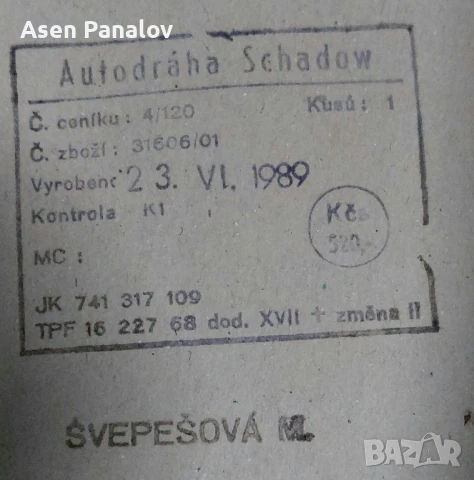 Asen Panalov
Autodráha Schadow
Č. ceníku : 4/120 Kusů : 1
Č. zboží : 31606/01
Vyrobeno 23. VI. 1989
Kontrola K1
Kčs
520,-
MC :
JK 741 317 109
TPF 16 227 68 dod. XVII + změna II
ŠVEPEŠOVÁ M.
BAZAR